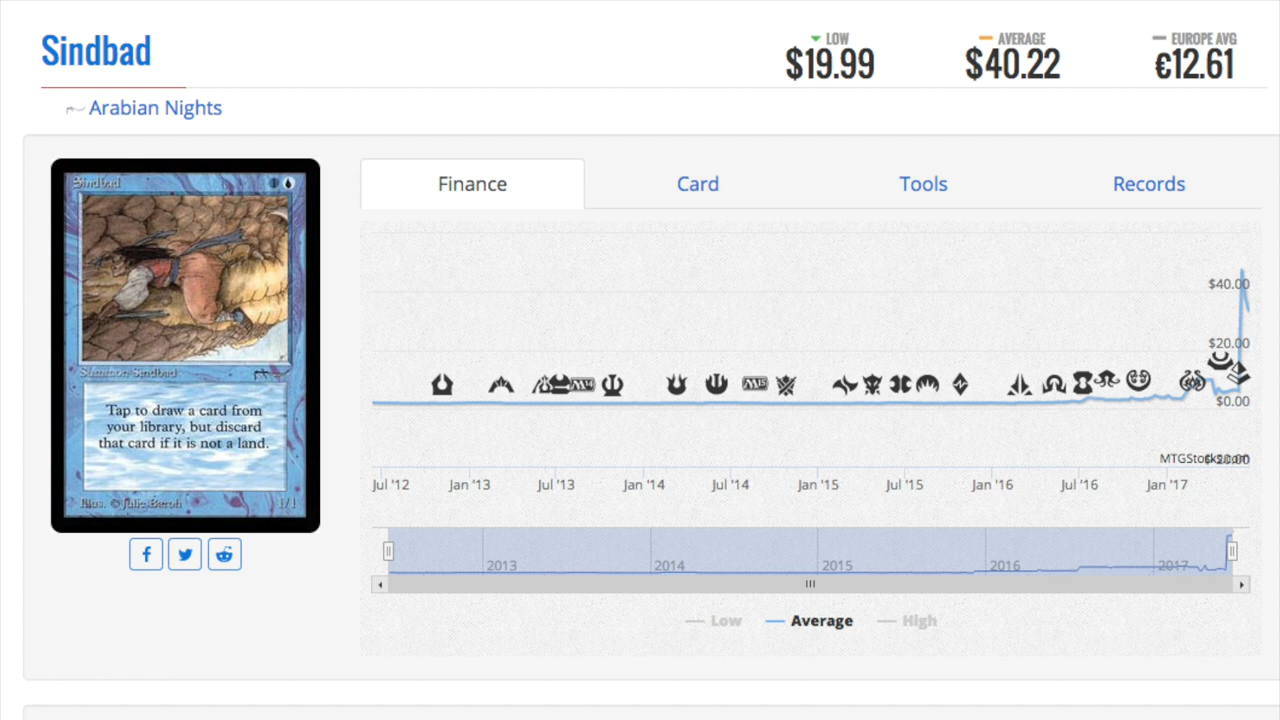 Sindbad
LOW
$19.99
AVERAGE
$40.22
EUROPE AVG
€12.61
Arabian Nights
Sindbad
Summon Sindbad
Tap to draw a card from
your library, but discard
that card if it is not a land.
Illus. © Julie Baroh
1/1
Finance
Card
Tools
Records
$40.00
$20.00
$0.00
MTGStocks.com
Jul '12
Jan '13
Jul '13
Jan '14
Jul '14
Jan '15
Jul '15
Jan '16
Jul '16
Jan '17
2013
2014
2015
2016
2017
Low
Average
High